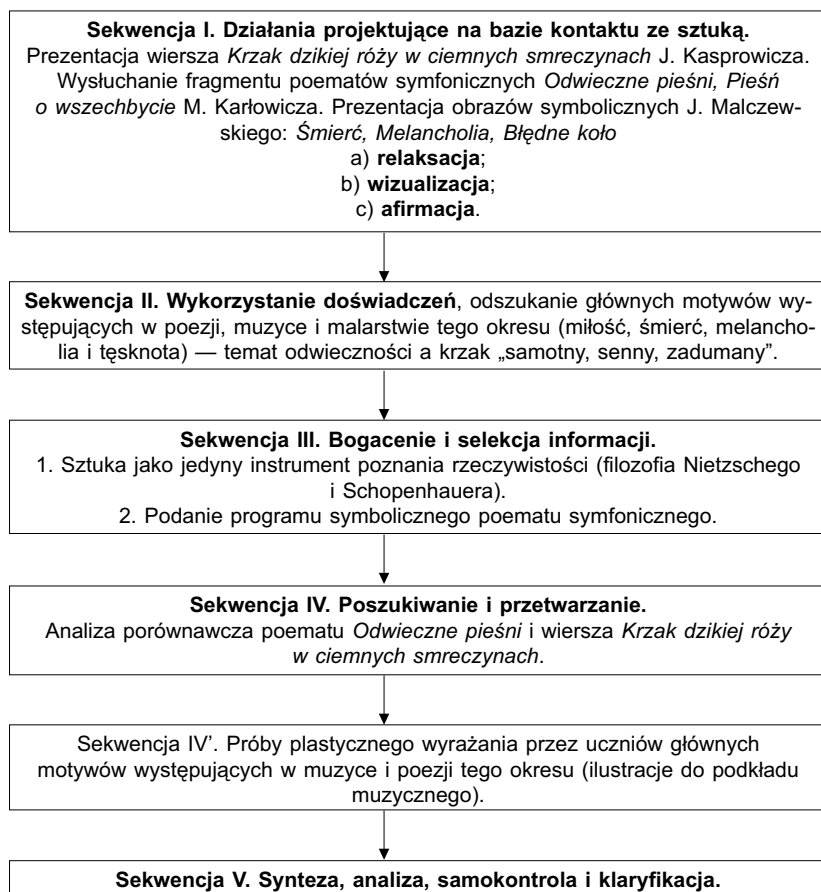 Sekwencja I. Działania projektujące na bazie kontaktu ze sztuką.
Prezentacja wiersza Krzak dzikiej róży w ciemnych smreczynach J. Kasprowicza.
Wysłuchanie fragmentu poematów symfonicznych Odwieczne pieśni, Pieśń
o wszechbycie M. Karłowicza. Prezentacja obrazów symbolicznych J. Malczew-
skiego: Śmierć, Melancholia, Błędne koło
a) relaksacja;
b) wizualizacja;
c) afirmacja.
Sekwencja II. Wykorzystanie doświadczeń, odszukanie głównych motywów wy-
stępujących w poezji, muzyce i malarstwie tego okresu (miłość, śmierć, melancho-
lia i tęsknota) — temat odwieczności a krzak „samotny, senny, zadumany”.
Sekwencja III. Bogacenie i selekcja informacji.
1. Sztuka jako jedyny instrument poznania rzeczywistości (filozofia Nietzschego
i Schopenhauera).
2. Podanie programu symbolicznego poematu symfonicznego.
Sekwencja IV. Poszukiwanie i przetwarzanie.
Analiza porównawcza poematu Odwieczne pieśni i wiersza Krzak dzikiej róży
w ciemnych smreczynach.
Sekwencja IV’. Próby plastycznego wyrażania przez uczniów głównych
motywów występujących w muzyce i poezji tego okresu (ilustracje do podkładu
muzycznego).
Sekwencja V. Synteza, analiza, samokontrola i klaryfikacja.